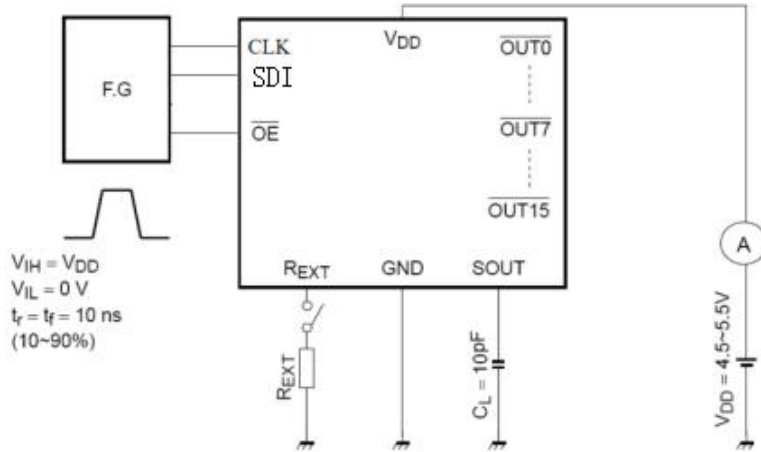 F.G
CLK
SDI
OE
VDD
OUT0
OUT7
OUT15
REXT
GND
SOUT
VIH = VDD
VIL = 0 V
tr = tf = 10 ns
(10~90%)
REXT
CL = 10pF
A
VDD = 4.5~5.5V